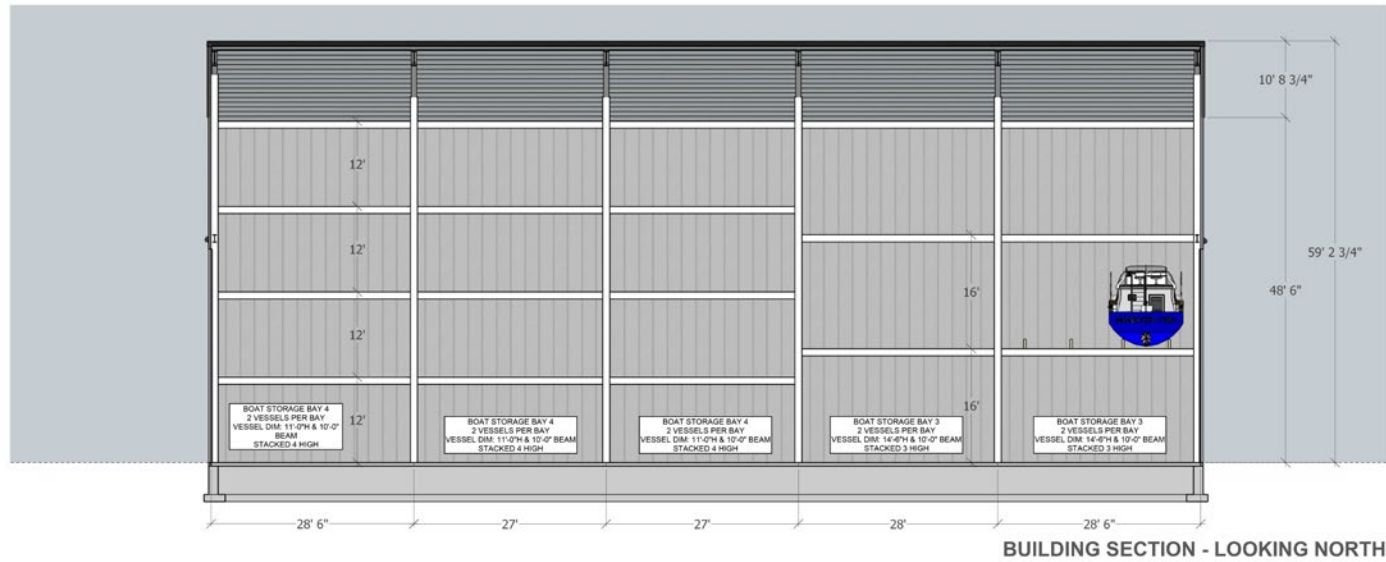 10' 8 3/4"
12'
12'
59' 2 3/4"
16'
48' 6"
12'
12'
16'
BOAT STORAGE BAY 4
2 VESSELS PER BAY
VESSEL DIM: 11'-0"H & 10'-0"
BEAM
STACKED 4 HIGH
BOAT STORAGE BAY 4
2 VESSELS PER BAY
VESSEL DIM: 11'-0"H & 10'-0" BEAM
STACKED 4 HIGH
BOAT STORAGE BAY 4
2 VESSELS PER BAY
VESSEL DIM: 11'-0"H & 10'-0" BEAM
STACKED 4 HIGH
BOAT STORAGE BAY 3
2 VESSELS PER BAY
VESSEL DIM: 14'-6"H & 10'-0" BEAM
STACKED 3 HIGH
BOAT STORAGE BAY 3
2 VESSELS PER BAY
VESSEL DIM: 14'-6"H & 10'-0" BEAM
STACKED 3 HIGH
28' 6"
27'
27'
28'
28' 6"
BUILDING SECTION - LOOKING NORTH